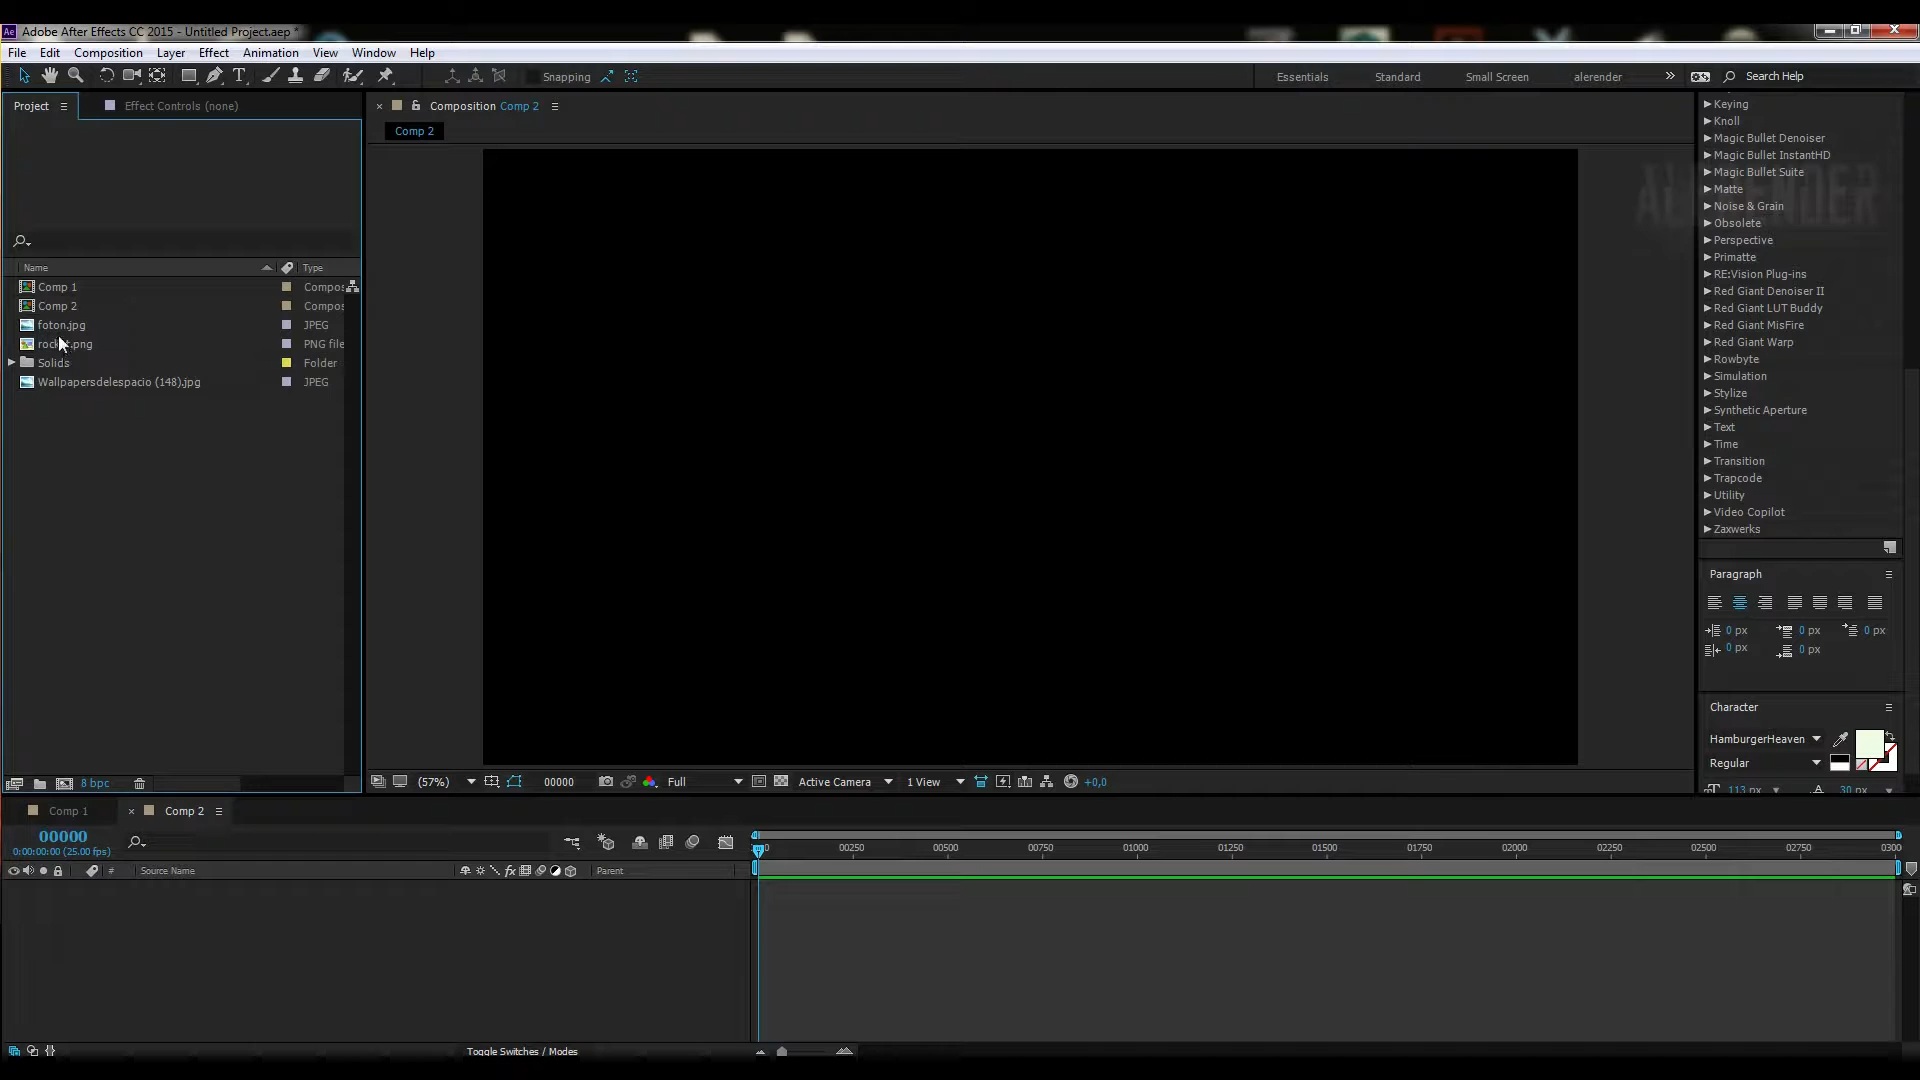 Adobe After Effects CC 2015 - Untitled Project.aep *
File Edit Composition Layer Effect Animation View Window Help
Snapping
Essentials Standard Small Screen alerender Search Help
Project Effect Controls (none)
Composition Comp 2
Comp 2
Name Type
Comp 1 Compos
Comp 2 Compos
foton.jpg JPEG
PNG file
Solids Folder
Wallpapersdelespacio (148).jpg JPEG
8 bpc
(57%) 00000 Full Active Camera 1 View +0,0
Keying
Knoll
Magic Bullet Denoiser
Magic Bullet InstantHD
Magic Bullet Suite
Matte
Noise & Grain
Obsolete
Perspective
Primatte
RE:Vision Plug-ins
Red Giant Denoiser II
Red Giant LUT Buddy
Red Giant MisFire
Red Giant Warp
Rowbyte
Simulation
Stylize
Synthetic Aperture
Text
Time
Transition
Trapcode
Utility
Video Copilot
Zaxwerks
Paragraph
0 px 0 px 0 px
0 px 0 px
Character
HamburgerHeaven
Regular
113 px 30 px
Comp 1 Comp 2
00000
0:00:00:00 (25.00 fps)
# Source Name Parent
00250 00500 00750 01000 01250 01500 01750 02000 02250 02500 02750 0300
Toggle Switches / Modes